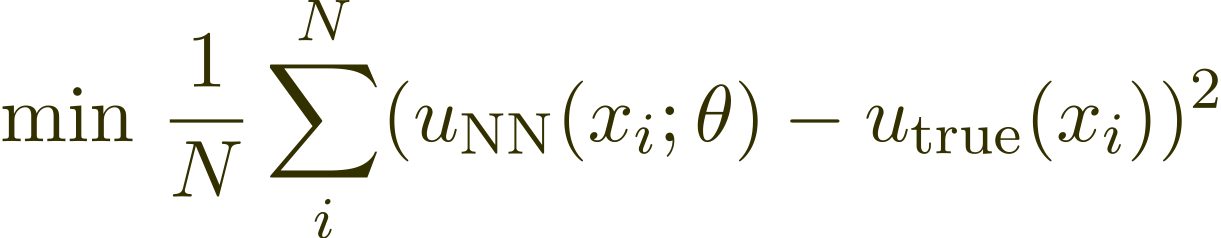 min 1/N ∑_i^N (u_NN(x_i; θ) − u_true(x_i))²